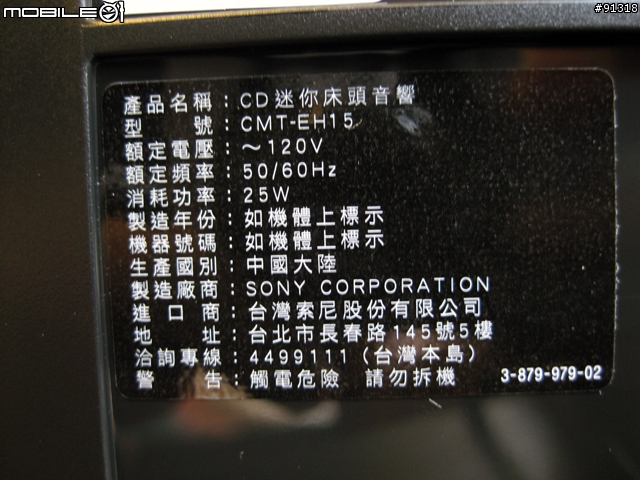 MOBILE01
#91318
產品名稱：CD迷你床頭音響
型 號：CMT-EH15
額定電壓：～120V
額定頻率：50/60Hz
消耗功率：25W
製造年份：如機體上標示
機器號碼：如機體上標示
生產國別：中國大陸
製造廠商：SONY CORPORATION
進口商：台灣索尼股份有限公司
地 址：台北市長春路145號5樓
洽詢專線：4499111（台灣本島）
警 告：觸電危險 請勿拆機 3-879-979-02